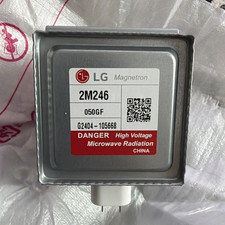 LG Magnetron
2M246
050GF
G2404-105668
DANGER High Voltage
Microwave Radiation
CHINA